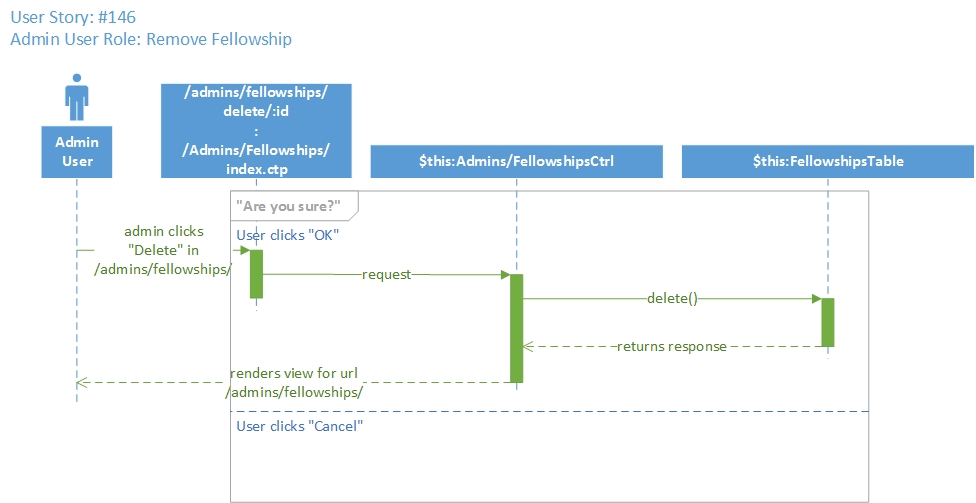 User Story: #146
Admin User Role: Remove Fellowship
Admin
User
/admins/fellowships/
delete/:id
:
/Admins/Fellowships/
index.ctp
$this:Admins/FellowshipsCtrl
$this:FellowshipsTable
"Are you sure?"
User clicks "OK"
admin clicks
"Delete" in
/admins/fellowships/
request
delete()
returns response
renders view for url
/admins/fellowships/
User clicks "Cancel"